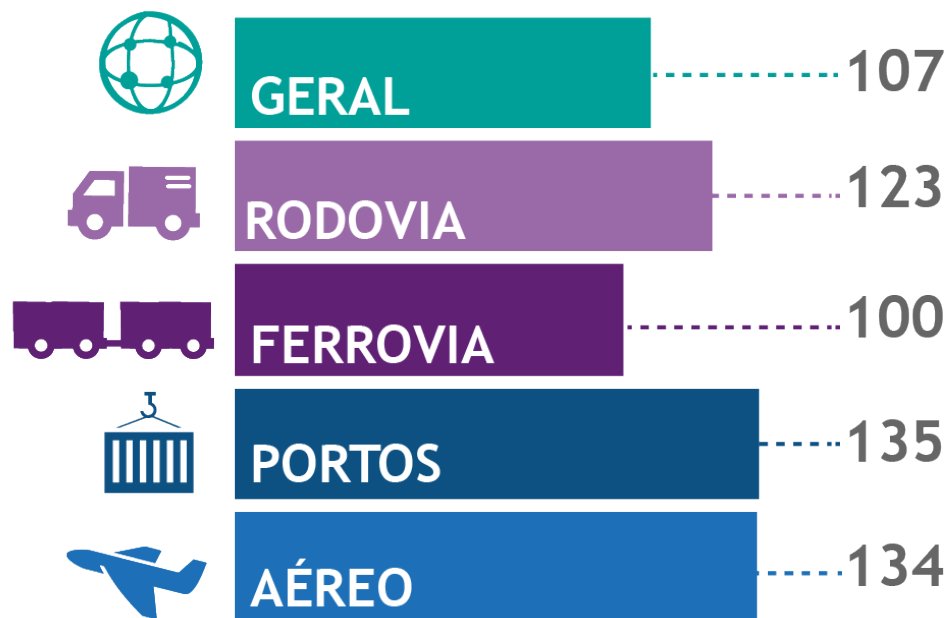 GERAL 107
RODOVIA 123
FERROVIA 100
PORTOS 135
AÉREO 134